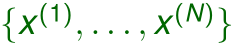 {x⁽¹⁾, . . . , x⁽ᴺ⁾}